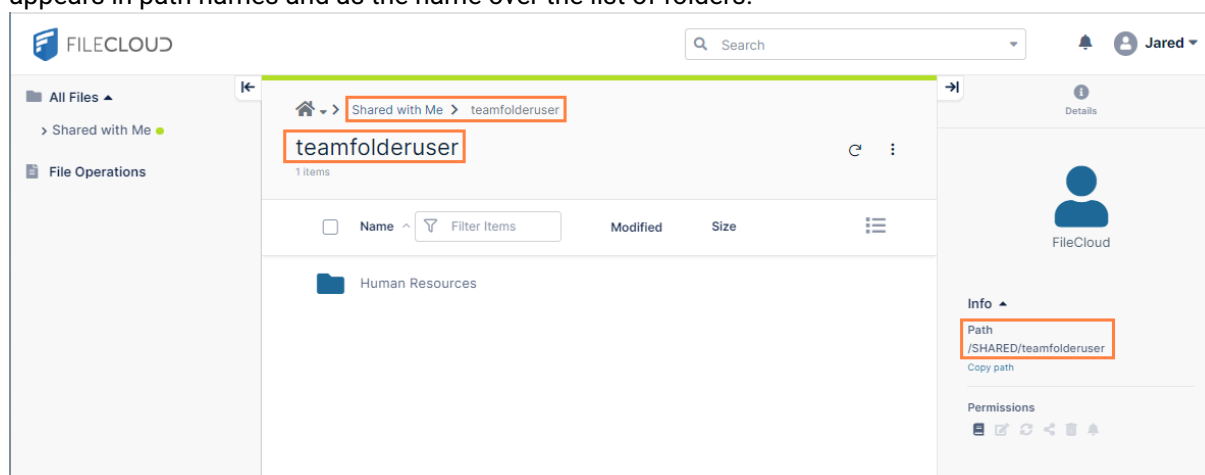 appears in path names and as the name over the list of folders.
FILECLOUD
Search
Jared
All Files
Shared with Me > teamfolderuser
Details
> Shared with Me
teamfolderuser
1 items
File Operations
Name
Filter Items
Modified
Size
FileCloud
Human Resources
Info
Path
/SHARED/teamfolderuser
Copy path
Permissions